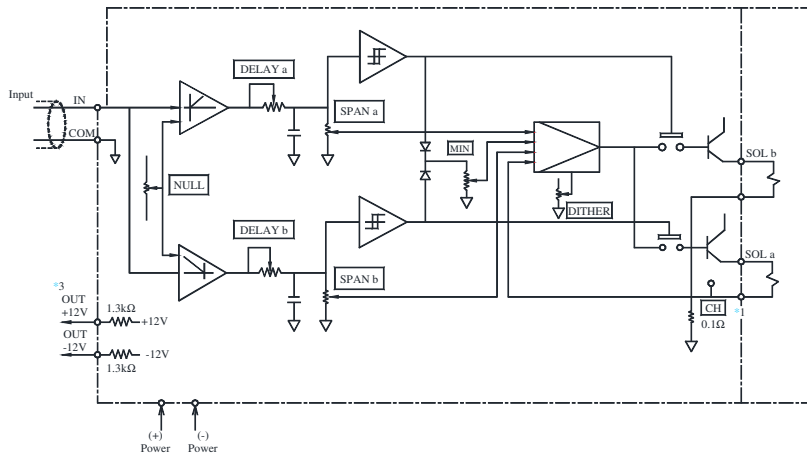 DELAY a
Input
IN
SPAN a
COM
MIN
SOL b
NULL
DITHER
DELAY b
SOL a
SPAN b
*3
OUT
+12V
1.3kΩ
+12V
CH
*1
0.1Ω
OUT
-12V
-12V
1.3kΩ
(+)
Power
(-)
Power